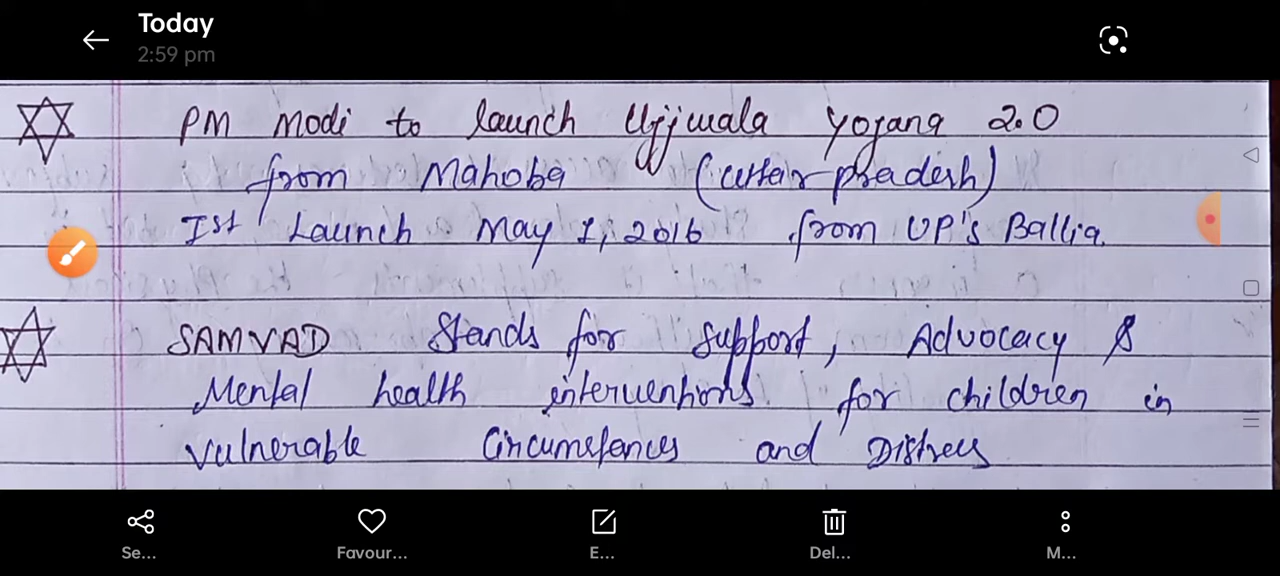 Today
2:59 pm
PM Modi to launch Ujjwala Yojana 2.0
from Mahoba (Uttar pradesh)
Ist Launch May 1, 2016 from UP's Ballia.
SAMVAD Stands for Support, Advocacy &
Mental health interventions for children in
vulnerable Circumstences and Distress
Se...
Favour...
E...
Del...
M...